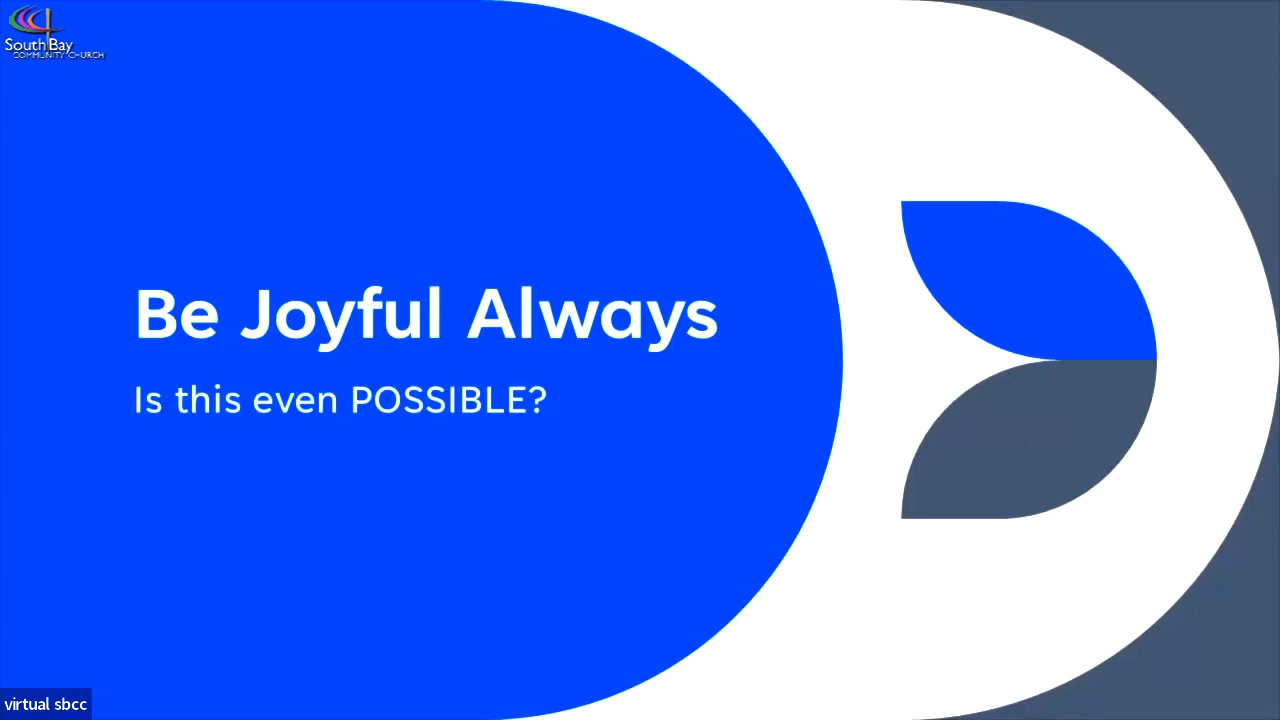 South Bay
COMMUNITY CHURCH
Be Joyful Always
Is this even POSSIBLE?
virtual sbcc